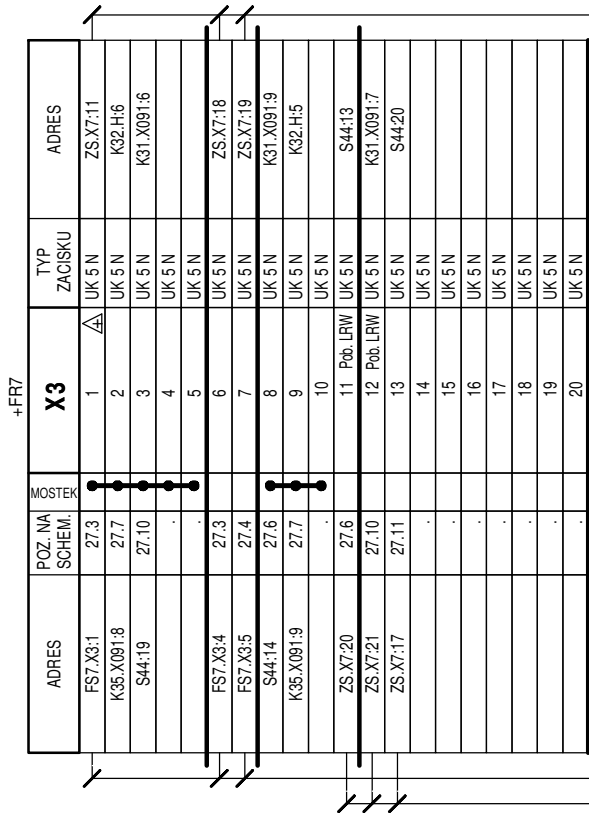 +FR7
ADRES POZ. NA SCHEM. MOSTEK X3 TYP ZACISKU ADRES
FS7.X3:1 27.3 1 UK 5 N ZS.X7:11
K35.X091:8 27.7 2 UK 5 N K32.H:6
S44:19 27.10 3 UK 5 N K31.X091:6
. 4 UK 5 N
. 5 UK 5 N
FS7.X3:4 27.3 6 UK 5 N ZS.X7:18
FS7.X3:5 27.4 7 UK 5 N ZS.X7:19
S44:14 27.6 8 UK 5 N K31.X091:9
K35.X091:9 27.7 9 UK 5 N K32.H:5
. 10 UK 5 N
ZS.X7:20 27.6 11 Pob. LRW UK 5 N S44:13
ZS.X7:21 27.10 12 Pob. LRW UK 5 N K31.X091:7
ZS.X7:17 27.11 13 UK 5 N S44:20
. 14 UK 5 N
. 15 UK 5 N
. 16 UK 5 N
. 17 UK 5 N
. 18 UK 5 N
. 19 UK 5 N
. 20 UK 5 N